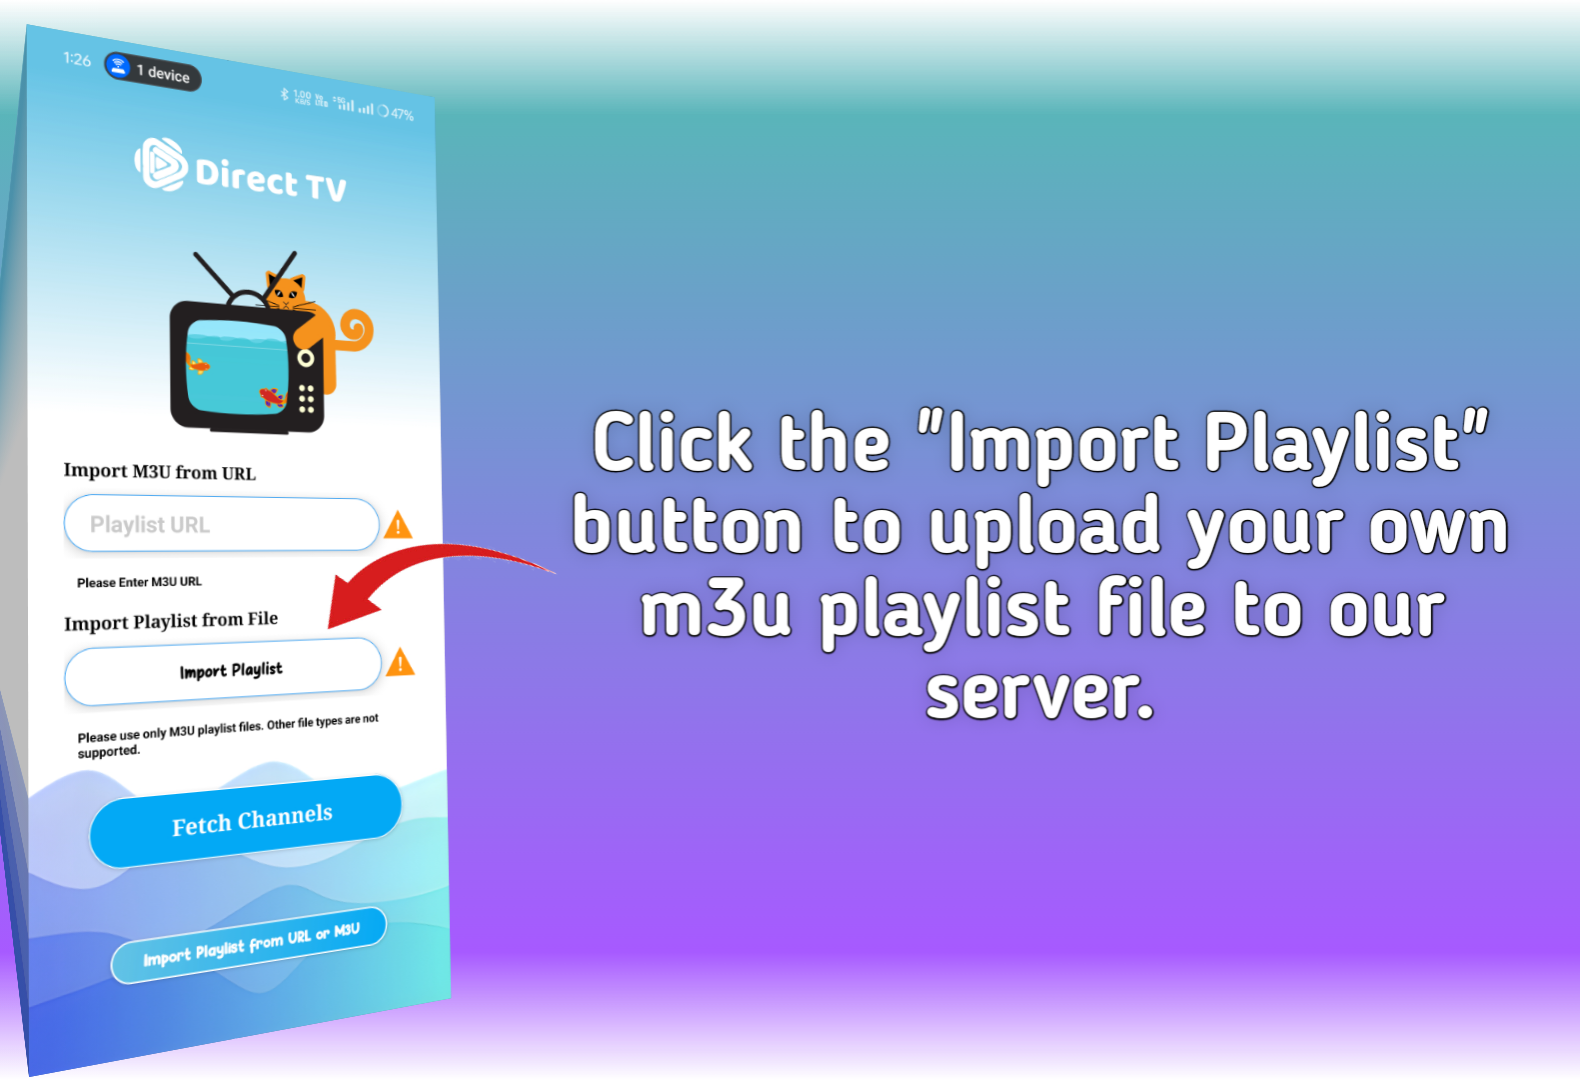 1:26 1 device
1.00 KB/S 47%
Direct TV
Import M3U from URL
Playlist URL
Please Enter M3U URL
Import Playlist from File
Import Playlist
Please use only M3U playlist files. Other file types are not
supported.
Fetch Channels
Import Playlist from URL or M3U
Click the "Import Playlist"
button to upload your own
m3u playlist file to our
server.